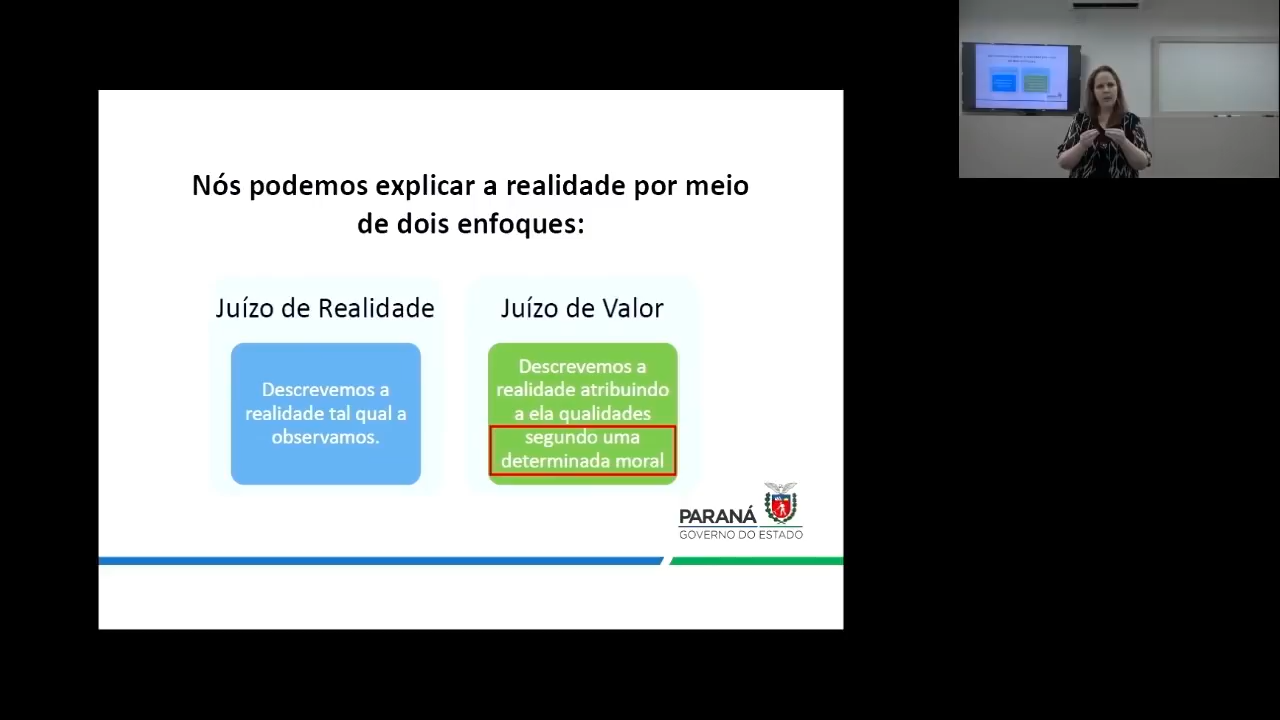 Nós podemos explicar a realidade por meio
de dois enfoques:
Juízo de Realidade
Descrevemos a
realidade tal qual a
observamos.
Juízo de Valor
Descrevemos a
realidade atribuindo
a ela qualidades
segundo uma
determinada moral
PARANÁ
GOVERNO DO ESTADO